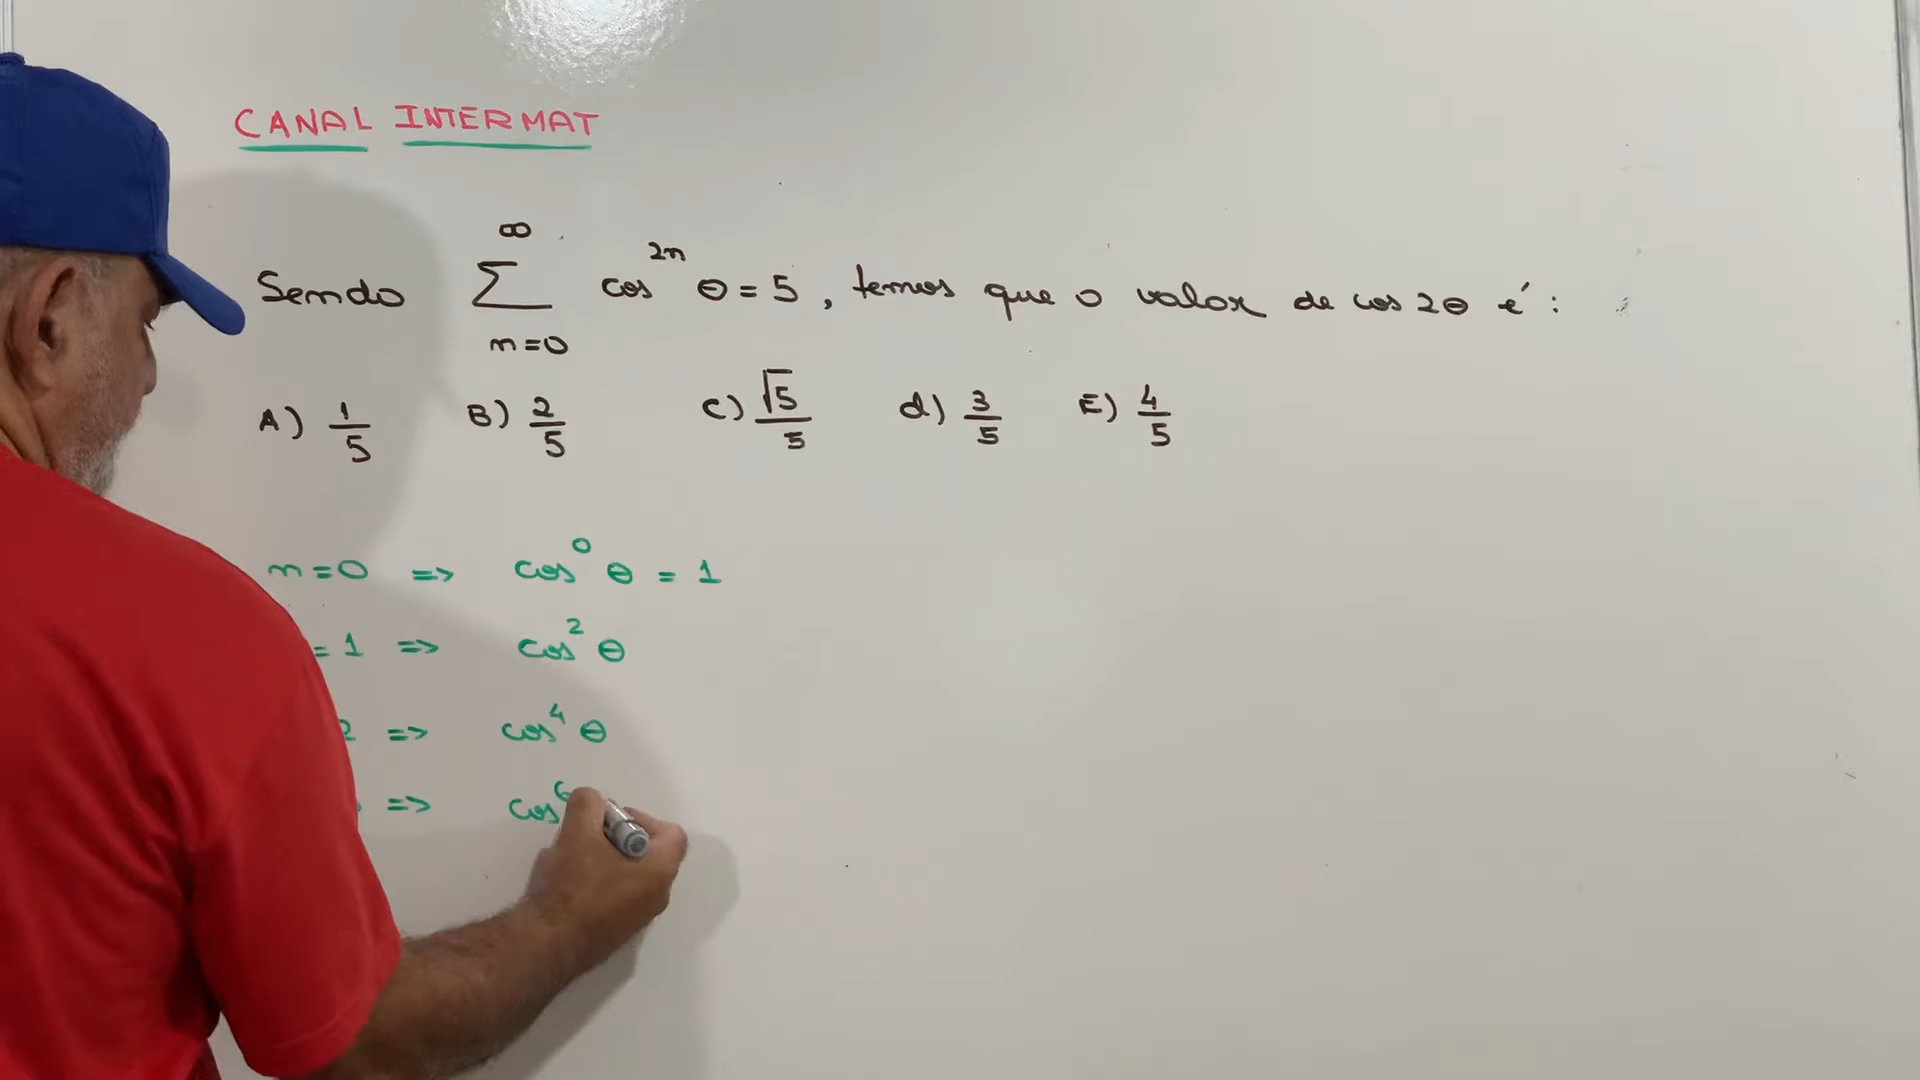 CANAL INTERMAT
∞
Sendo Σ cos^2n θ = 5, temos que o valor de cos 2θ é:
n=0
A) 1/5 B) 2/5 C) √5/5 d) 3/5 E) 4/5
n=0 => cos^0 θ = 1
= 1 => cos^2 θ
2 => cos^4 θ
=> cos^6